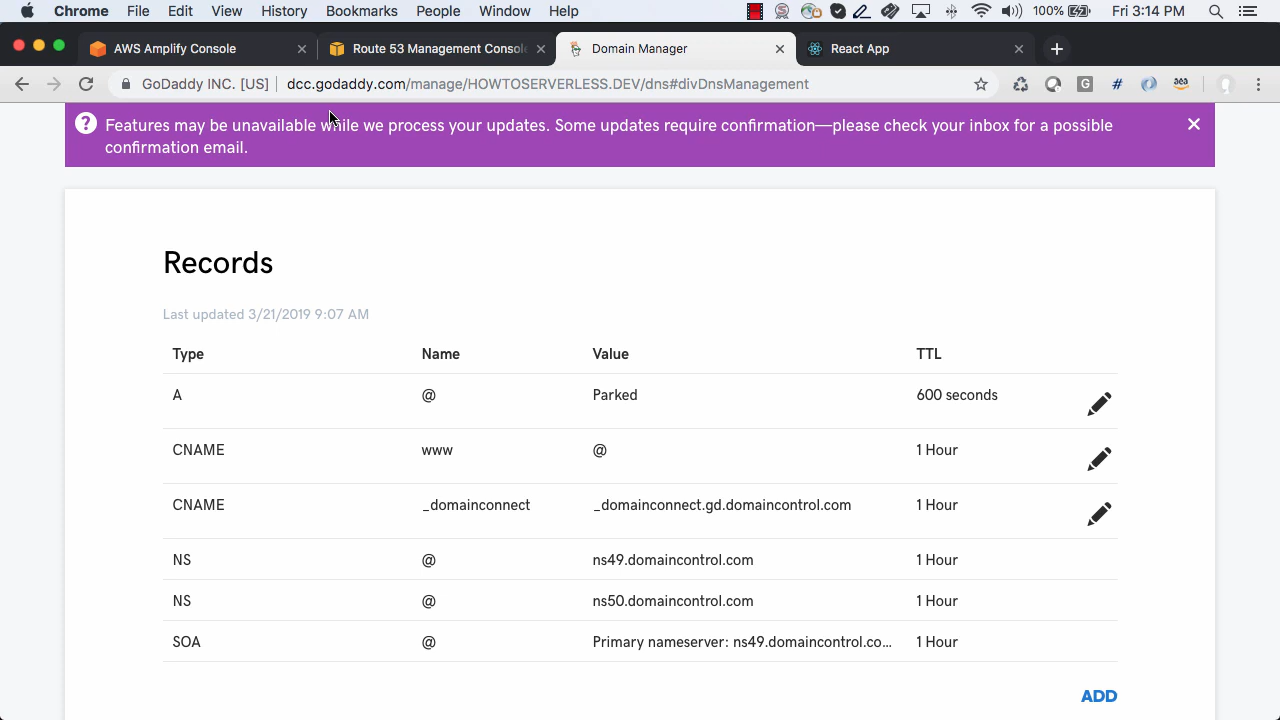 Chrome File Edit View History Bookmarks People Window Help 100% Fri 3:14 PM
AWS Amplify Console Route 53 Management Consol Domain Manager React App
GoDaddy INC. [US] dcc.godaddy.com/manage/HOWTOSERVERLESS.DEV/dns#divDnsManagement
Features may be unavailable while we process your updates. Some updates require confirmation—please check your inbox for a possible
confirmation email.
Records
Last updated 3/21/2019 9:07 AM
Type Name Value TTL
A @ Parked 600 seconds
CNAME www @ 1 Hour
CNAME _domainconnect _domainconnect.gd.domaincontrol.com 1 Hour
NS @ ns49.domaincontrol.com 1 Hour
NS @ ns50.domaincontrol.com 1 Hour
SOA @ Primary nameserver: ns49.domaincontrol.co... 1 Hour
ADD